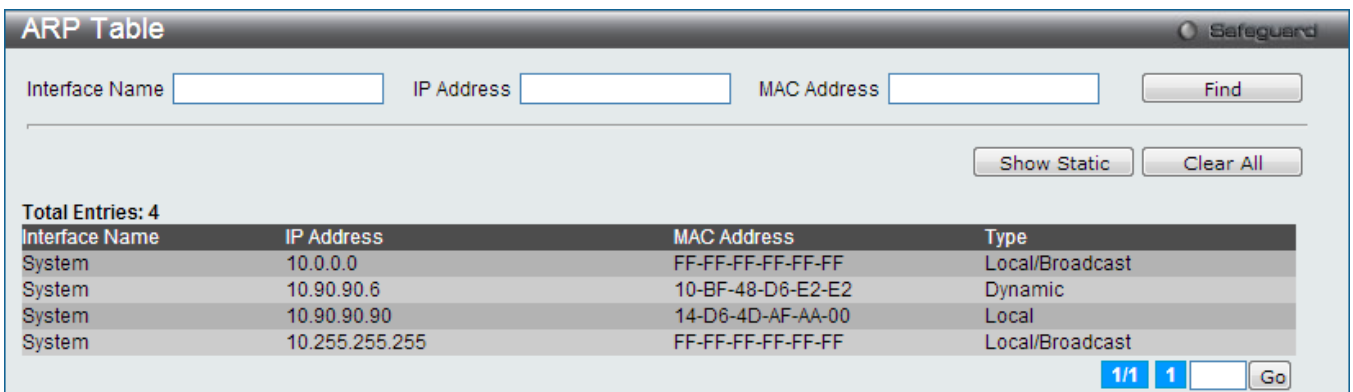 ARP Table Safeguard
Interface Name IP Address MAC Address Find
Show Static Clear All
Total Entries: 4
Interface Name IP Address MAC Address Type
System 10.0.0.0 FF-FF-FF-FF-FF-FF Local/Broadcast
System 10.90.90.6 10-BF-48-D6-E2-E2 Dynamic
System 10.90.90.90 14-D6-4D-AF-AA-00 Local
System 10.255.255.255 FF-FF-FF-FF-FF-FF Local/Broadcast
1/1 1 Go